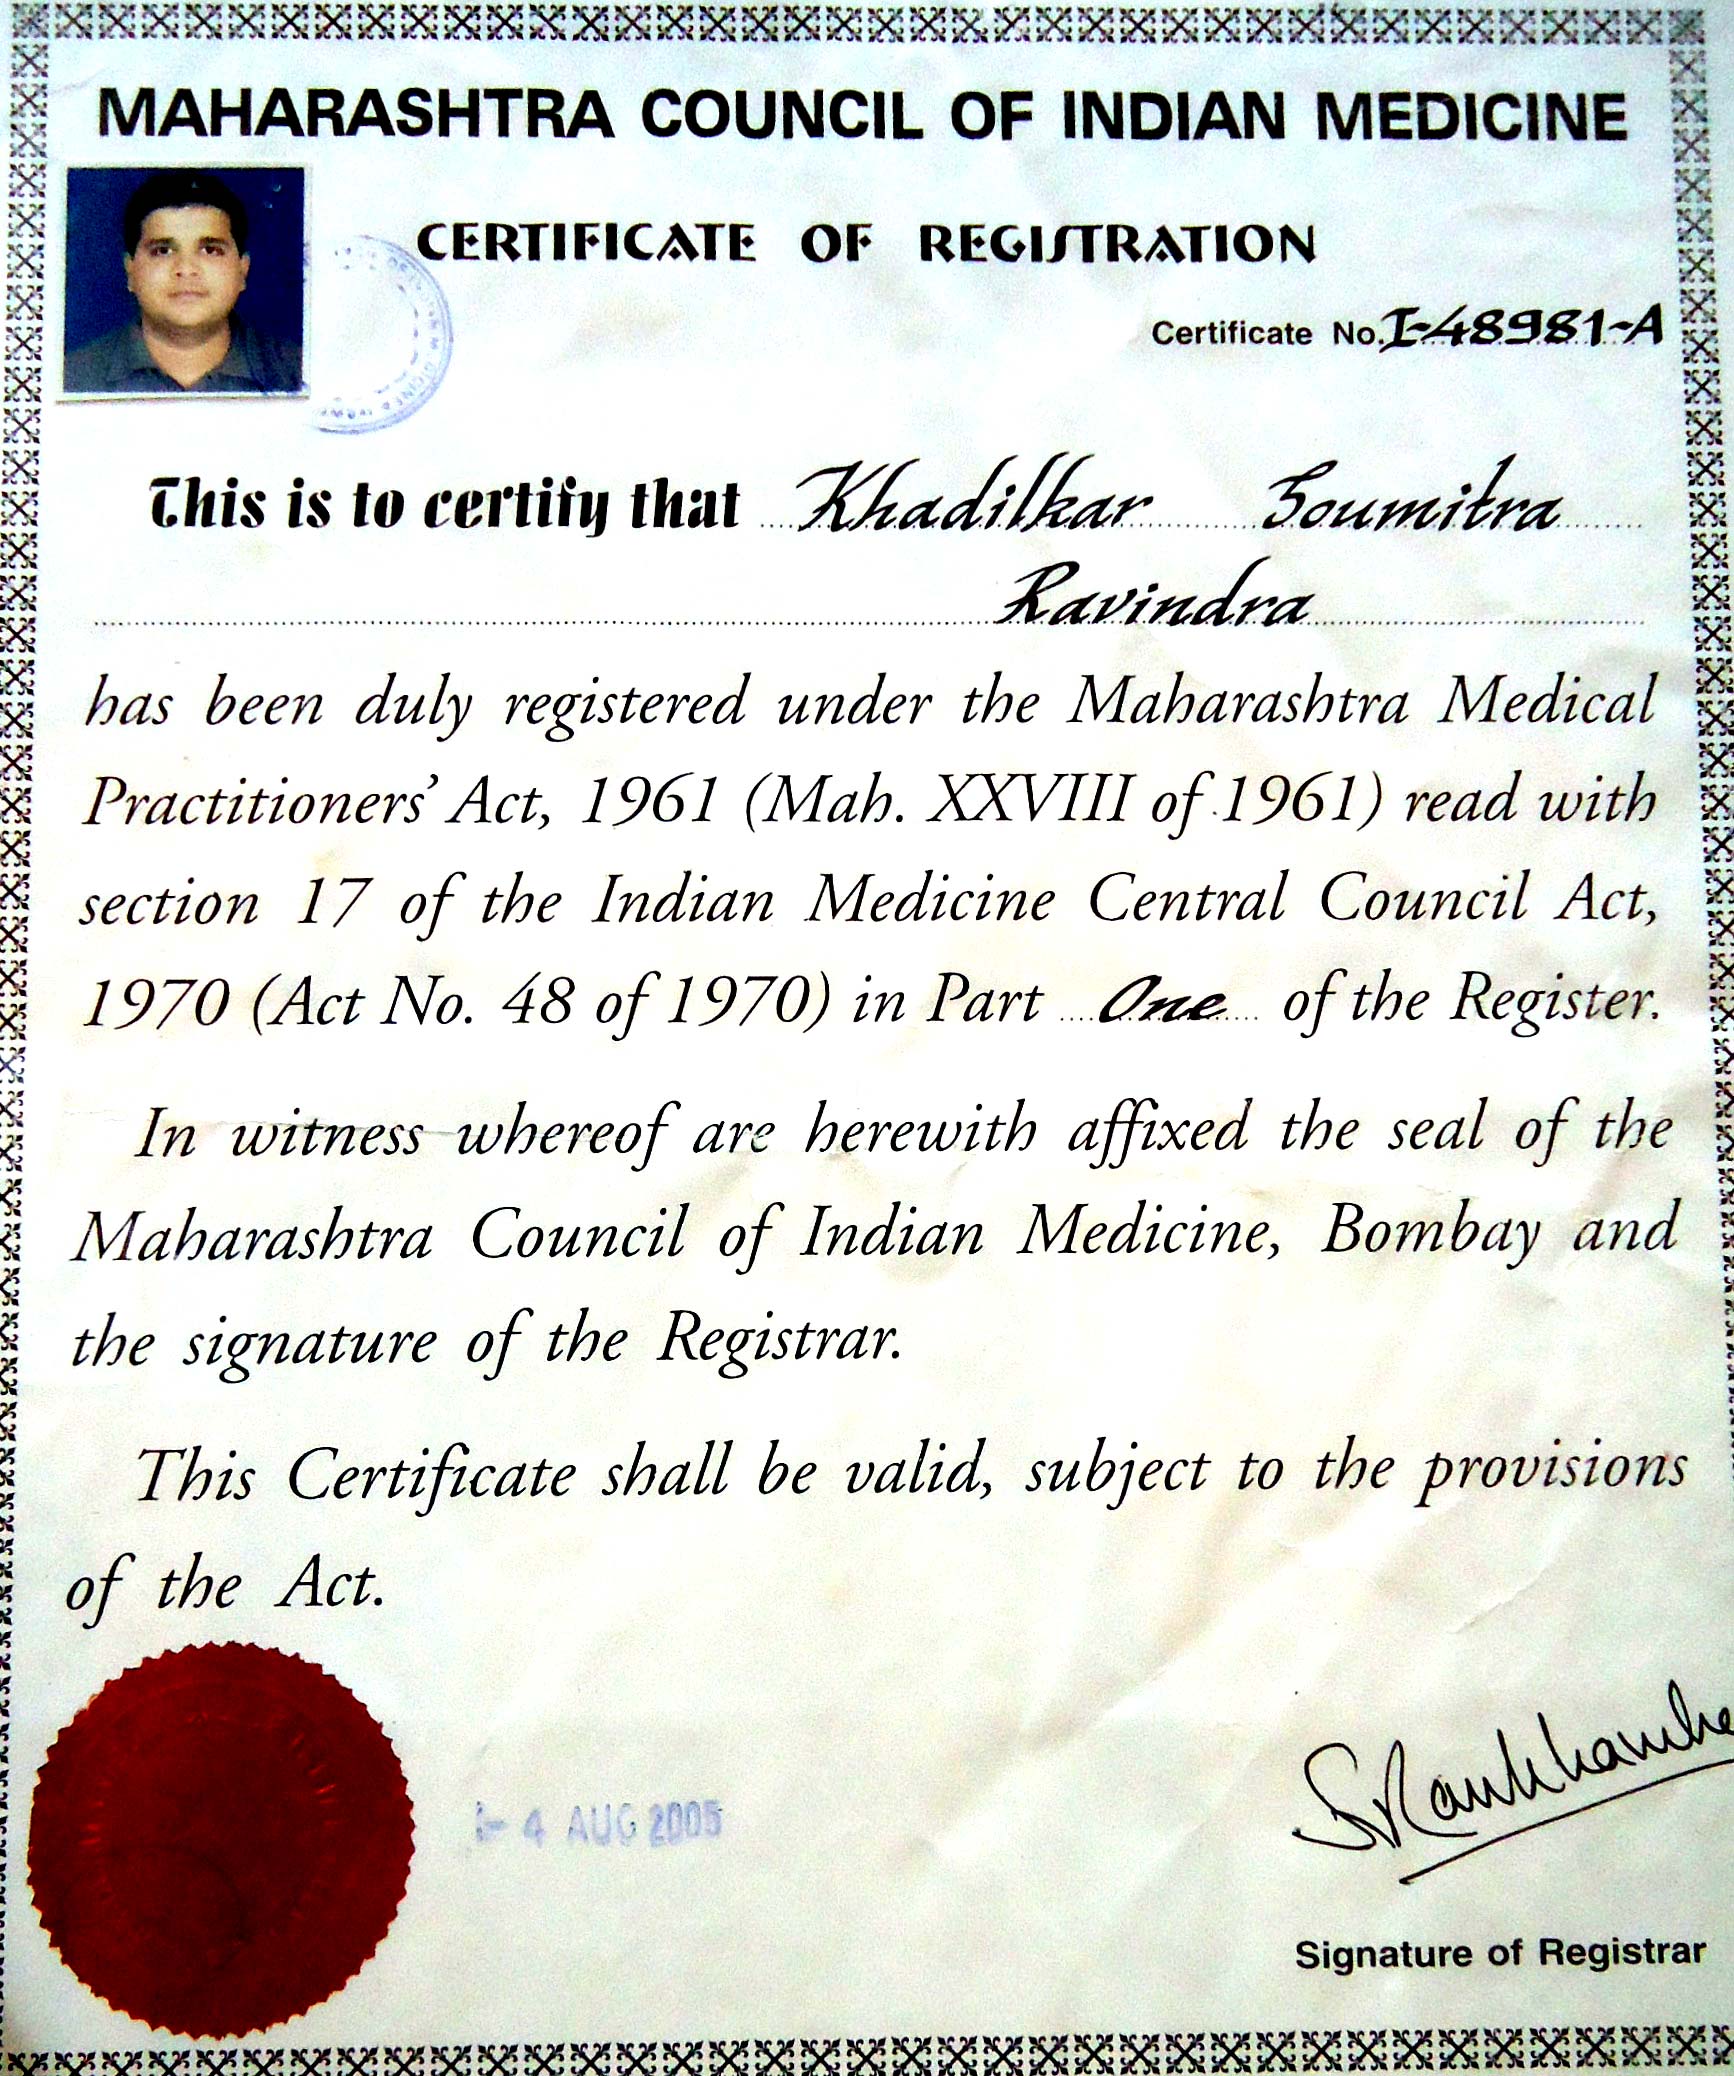 MAHARASHTRA COUNCIL OF INDIAN MEDICINE
CERTIFICATE OF REGISTRATION
Certificate No. I-48981-A
This is to certify that Khadilkar Soumitra
Ravindra
has been duly registered under the Maharashtra Medical
Practitioners' Act, 1961 (Mah. XXVIII of 1961) read with
section 17 of the Indian Medicine Central Council Act,
1970 (Act No. 48 of 1970) in Part One of the Register.
In witness whereof are herewith affixed the seal of the
Maharashtra Council of Indian Medicine, Bombay and
the signature of the Registrar.
This Certificate shall be valid, subject to the provisions
of the Act.
- 4 AUG 2005
Signature of Registrar